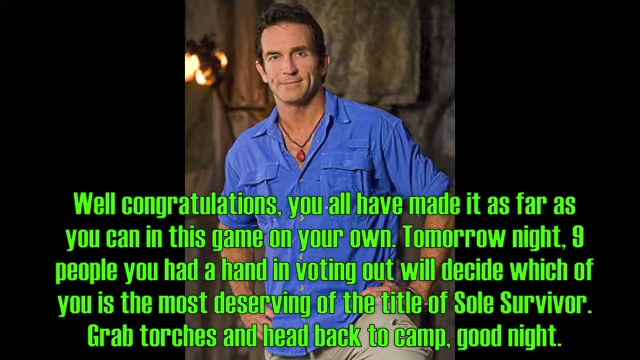 Well congratulations, you all have made it as far as
you can in this game on your own. Tomorrow night, 9
people you had a hand in voting out will decide which of
you is the most deserving of the title of Sole Survivor.
Grab torches and head back to camp, good night.